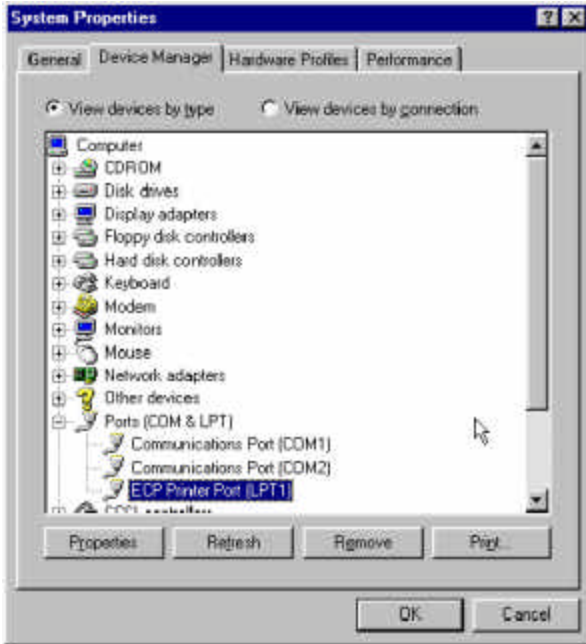 System Properties
General Device Manager Hardware Profiles Performance
View devices by type View devices by connection
Computer
CDROM
Disk drives
Display adapters
Floppy disk controllers
Hard disk controllers
Keyboard
Modem
Monitors
Mouse
Network adapters
Other devices
Ports (COM & LPT)
Communications Port (COM1)
Communications Port (COM2)
ECP Printer Port (LPT1)
controllers
Properties Refresh Remove Print...
OK Cancel